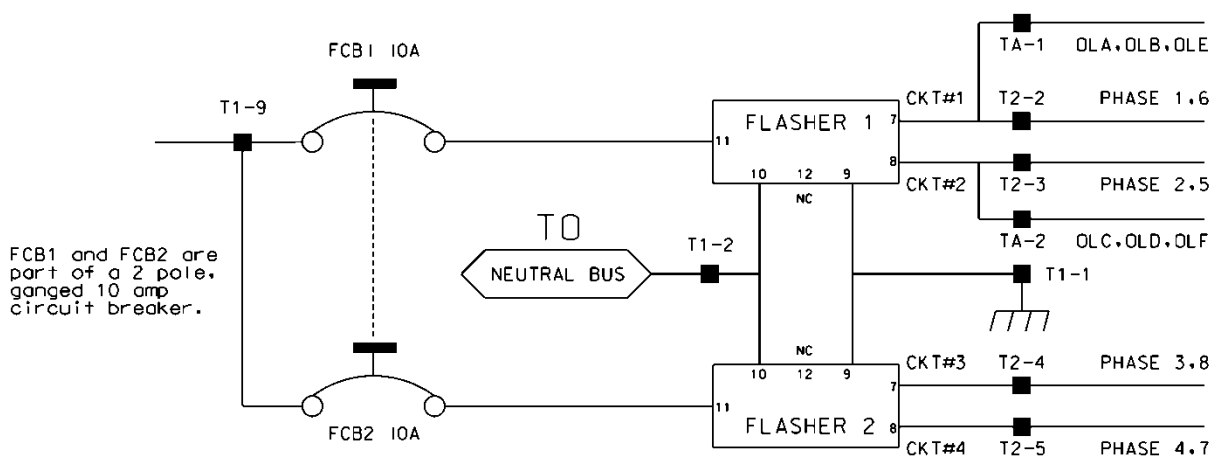 FCB1 10A
T1-9
FCB1 and FCB2 are
part of a 2 pole,
ganged 10 amp
circuit breaker.
FCB2 10A
TO
NEUTRAL BUS
T1-2
FLASHER 1
11
7
8
10 12 9
NC
CKT#1
CKT#2
TA-1 OLA,OLB,OLE
T2-2 PHASE 1,6
T2-3 PHASE 2,5
TA-2 OLC,OLD,OLF
T1-1
NC
10 12 9
11
7
8
FLASHER 2
CKT#3 T2-4 PHASE 3,8
CKT#4 T2-5 PHASE 4,7